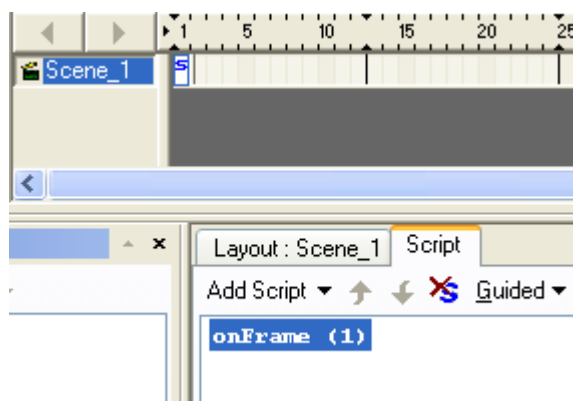 1 5 10 15 20 25
Scene_1
S
Layout : Scene_1 Script
Add Script S Guided
onFrame (1)